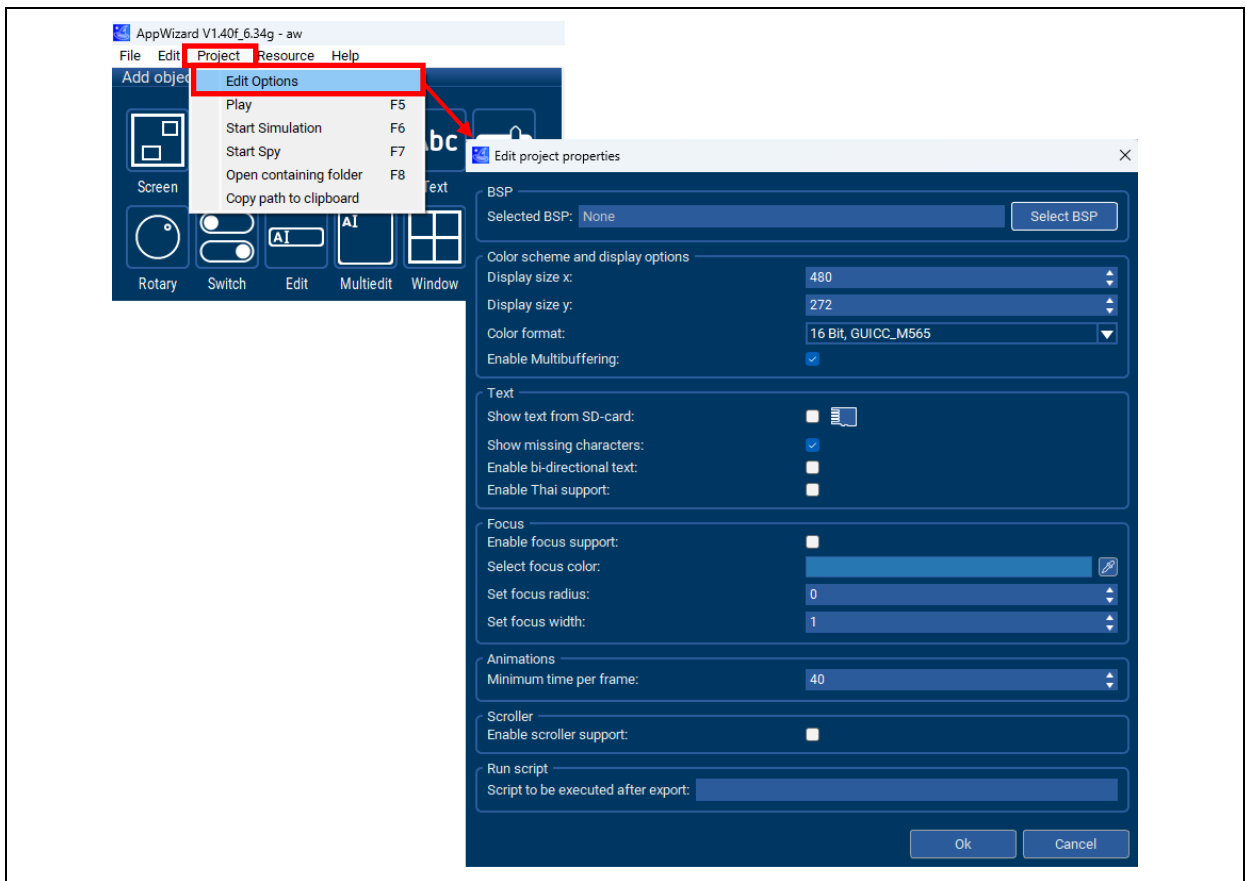 AppWizard V1.40f_6.34g - aw
File Edit Project Resource Help
Add objec
Edit Options
Play F5
Start Simulation F6
Start Spy F7
Open containing folder F8
Copy path to clipboard
Abc
Screen
Text
AI
AI
Rotary Switch Edit Multiedit Window
Edit project properties
BSP
Selected BSP: None Select BSP
Color scheme and display options
Display size x: 480
Display size y: 272
Color format: 16 Bit, GUICC_M565
Enable Multibuffering:
Text
Show text from SD-card:
Show missing characters:
Enable bi-directional text:
Enable Thai support:
Focus
Enable focus support:
Select focus color:
Set focus radius: 0
Set focus width: 1
Animations
Minimum time per frame: 40
Scroller
Enable scroller support:
Run script
Script to be executed after export:
Ok Cancel